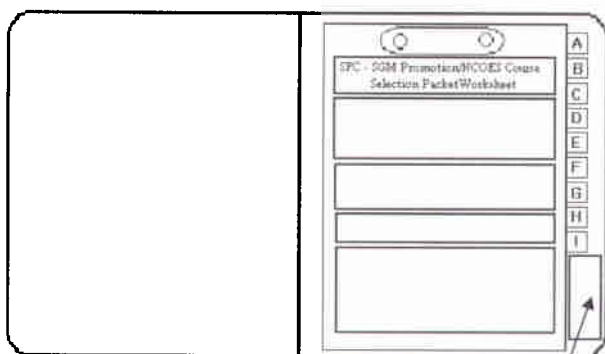 SPC - SGM Promotion/NCOES Course
Selection PacketWorksheet
A
B
C
D
E
F
G
H
I